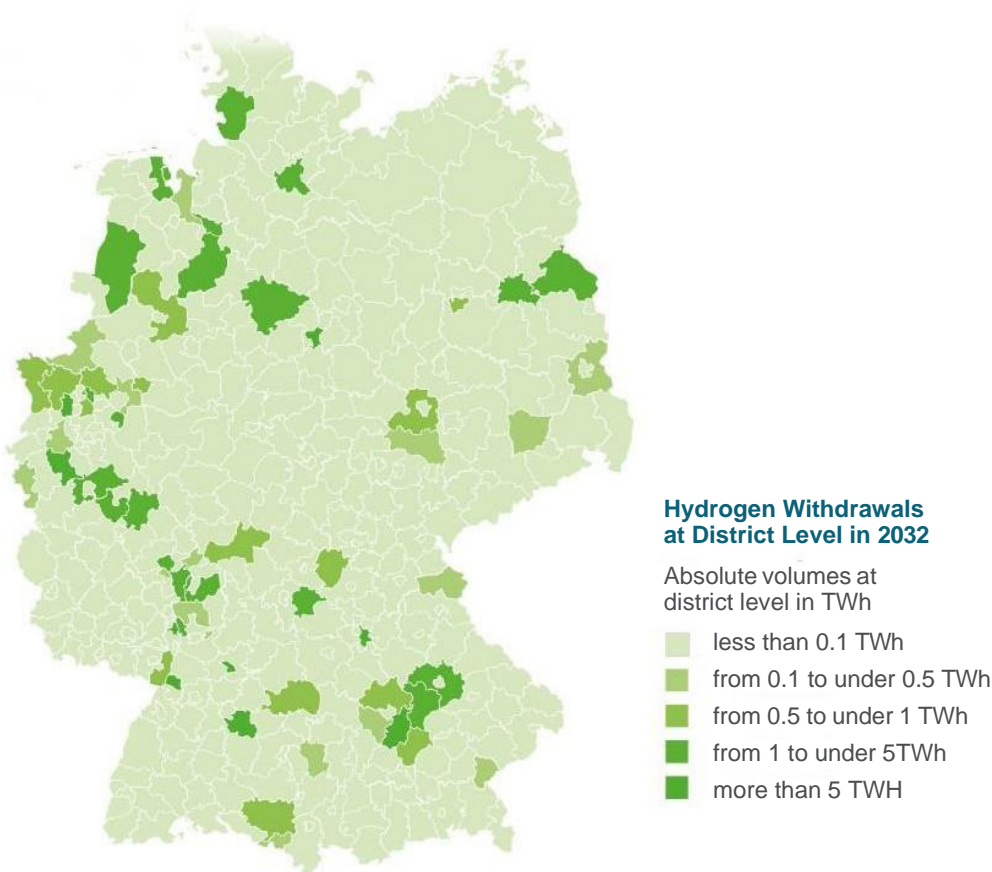 Hydrogen Withdrawals
at District Level in 2032
Absolute volumes at
district level in TWh
less than 0.1 TWh
from 0.1 to under 0.5 TWh
from 0.5 to under 1 TWh
from 1 to under 5TWh
more than 5 TWH